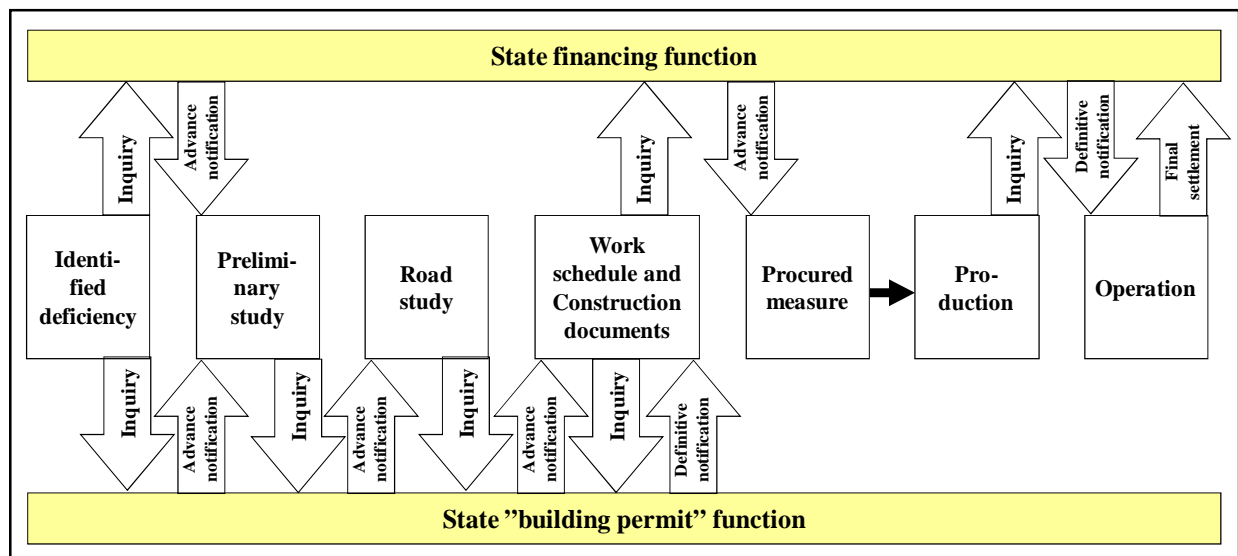 State financing function
Inquiry
Advance
notification
Inquiry
Advance
notification
Inquiry
Definitive
notification
Final
settlement
Identi-
fied
deficiency
Prelimi-
nary
study
Road
study
Work
schedule and
Construction
documents
Procured
measure
Pro-
duction
Operation
Inquiry
Advance
notification
Inquiry
Advance
notification
Inquiry
Advance
notification
Inquiry
Definitive
notification
State ”building permit” function